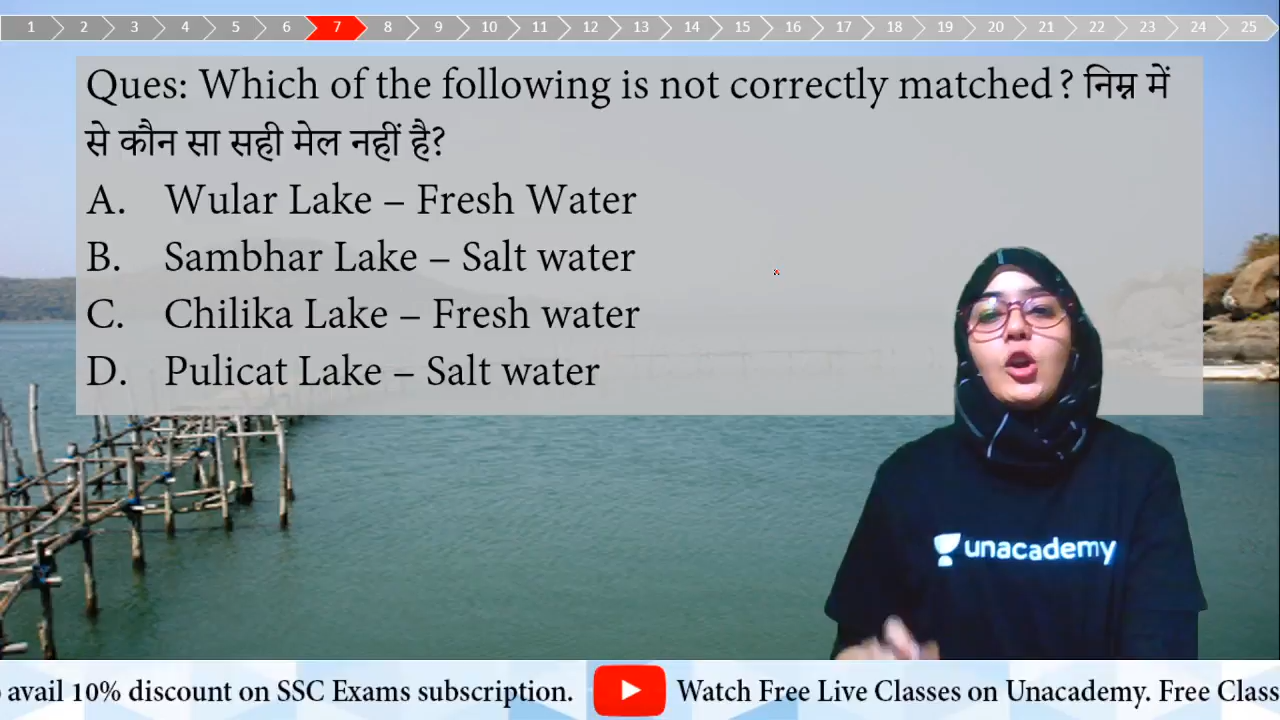 1 2 3 4 5 6 7 8 9 10 11 12 13 14 15 16 17 18 19 20 21 22 23 24 25
Ques: Which of the following is not correctly matched? निम्न में
से कौन सा सही मेल नहीं है?
A. Wular Lake – Fresh Water
B. Sambhar Lake – Salt water
C. Chilika Lake – Fresh water
D. Pulicat Lake – Salt water
unacademy
avail 10% discount on SSC Exams subscription. Watch Free Live Classes on Unacademy. Free Class